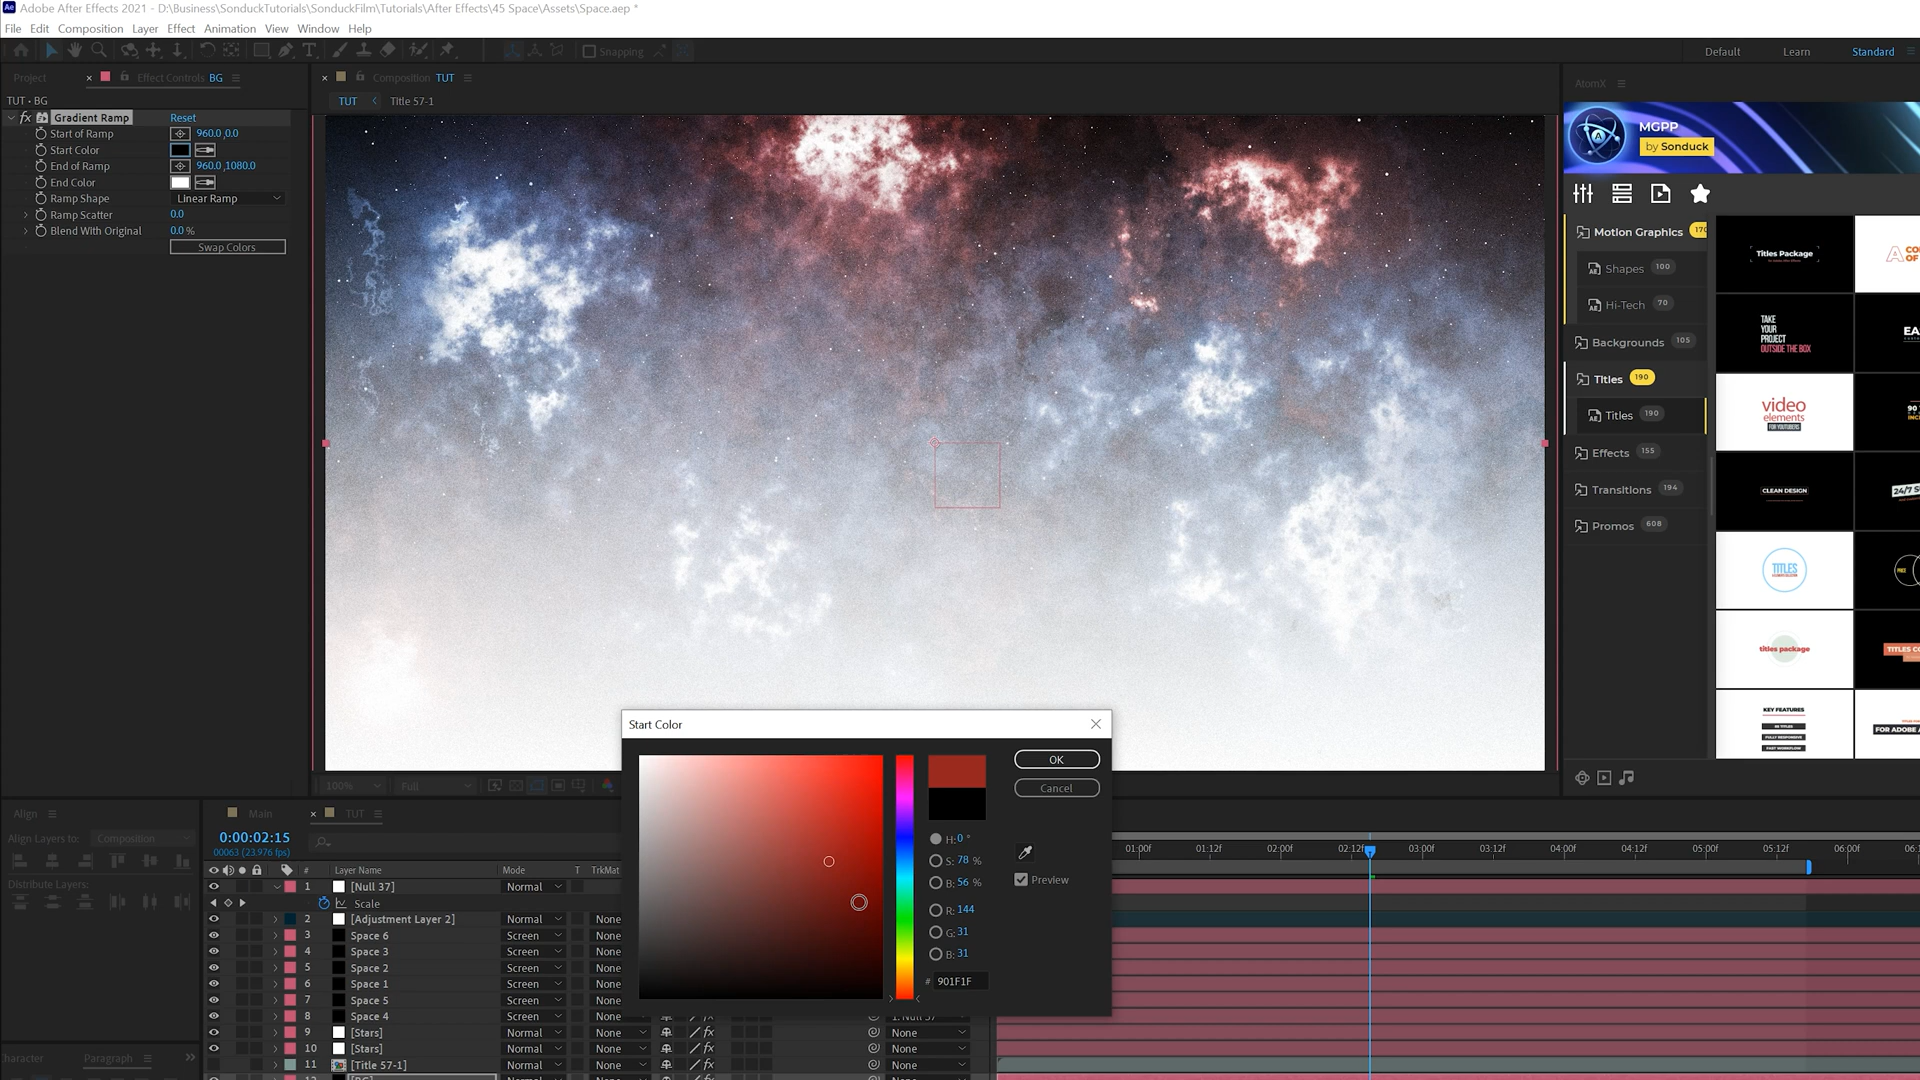 Adobe After Effects 2021 - D:\Business\SonduckTutorials\SonduckFilm\Tutorials\After Effects\45 Space\Assets\Space.aep *
File Edit Composition Layer Effect Animation View Window Help
Snapping Default Learn Standard
Project Effect Controls BG Composition TUT AtomX
TUT • BG TUT Title 57-1
fx Gradient Ramp Reset
Start of Ramp 960.0,0.0
Start Color
End of Ramp 960.0,1080.0
End Color
Ramp Shape Linear Ramp
Ramp Scatter 0.0
Blend With Original 0.0 %
Swap Colors
MGPP
by Sonduck
Motion Graphics 170
Shapes 100
Hi-Tech 70
Backgrounds 105
Titles 190
Titles 190
Effects 155
Transitions 194
Promos 608
Titles Package
TAKE
YOUR
PROJECT
OUTSIDE THE BOX
video
elements
FOR YOUTUBERS
CLEAN DESIGN
24/7
TITLES
titles package
TITLES
KEY FEATURES
FOR ADOBE
Start Color
OK
Cancel
H: 0 °
S: 78 %
B: 56 %
Preview
R: 144
G: 31
B: 31
# 901F1F
100% Full
Align Main TUT
Align Layers to: Composition
Distribute Layers:
0:00:02:15
00063 (23.976 fps)
# Layer Name Mode T TrkMat
01:00f 01:12f 02:00f 02:12f 03:00f 03:12f 04:00f 04:12f 05:00f 05:12f 06:00f
1 [Null 37] Normal
Scale
2 [Adjustment Layer 2] Normal None
3 Space 6 Screen None
4 Space 3 Screen None
5 Space 2 Screen None
6 Space 1 Screen None
7 Space 5 Screen None
8 Space 4 Screen None
9 [Stars] Normal None fx None
10 [Stars] Normal None fx None
11 [Title 57-1] Normal None fx None
Paragraph